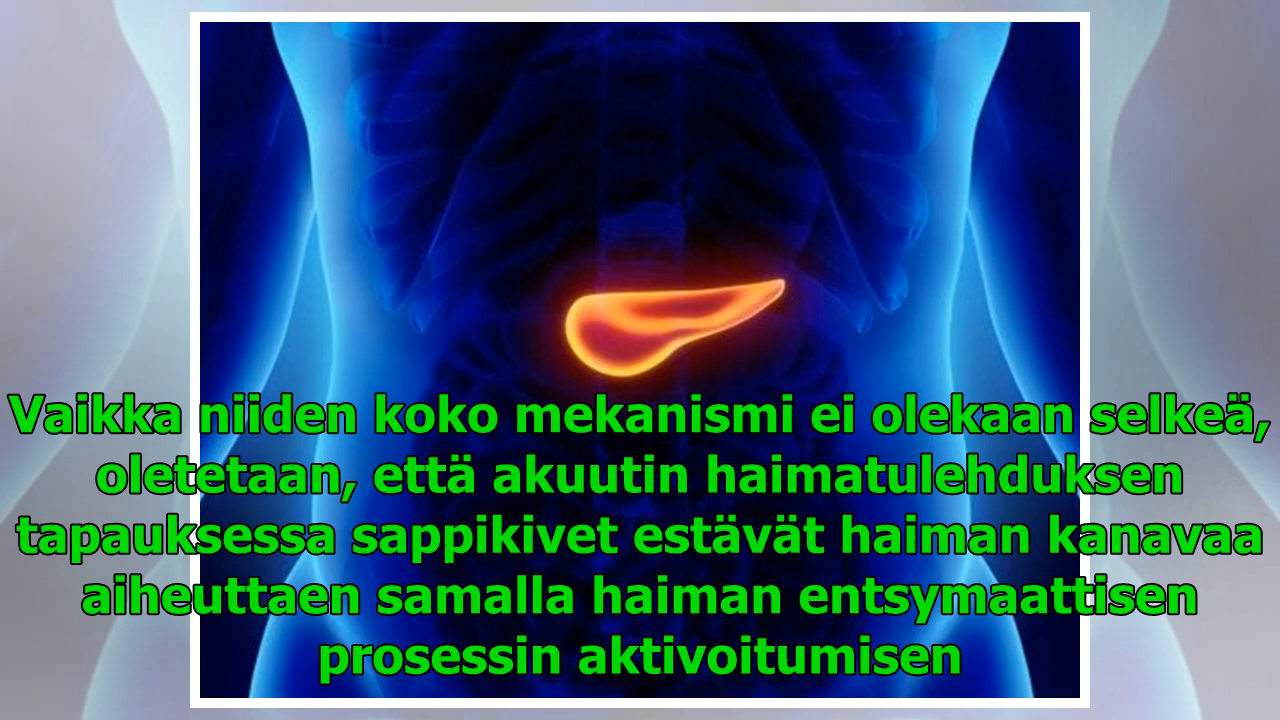 Vaikka niiden koko mekanismi ei olekaan selkeä,
oletetaan, että akuutin haimatulehduksen
tapauksessa sappikivet estävät haiman kanavaa
aiheuttaen samalla haiman entsymaattisen
prosessin aktivoitumisen